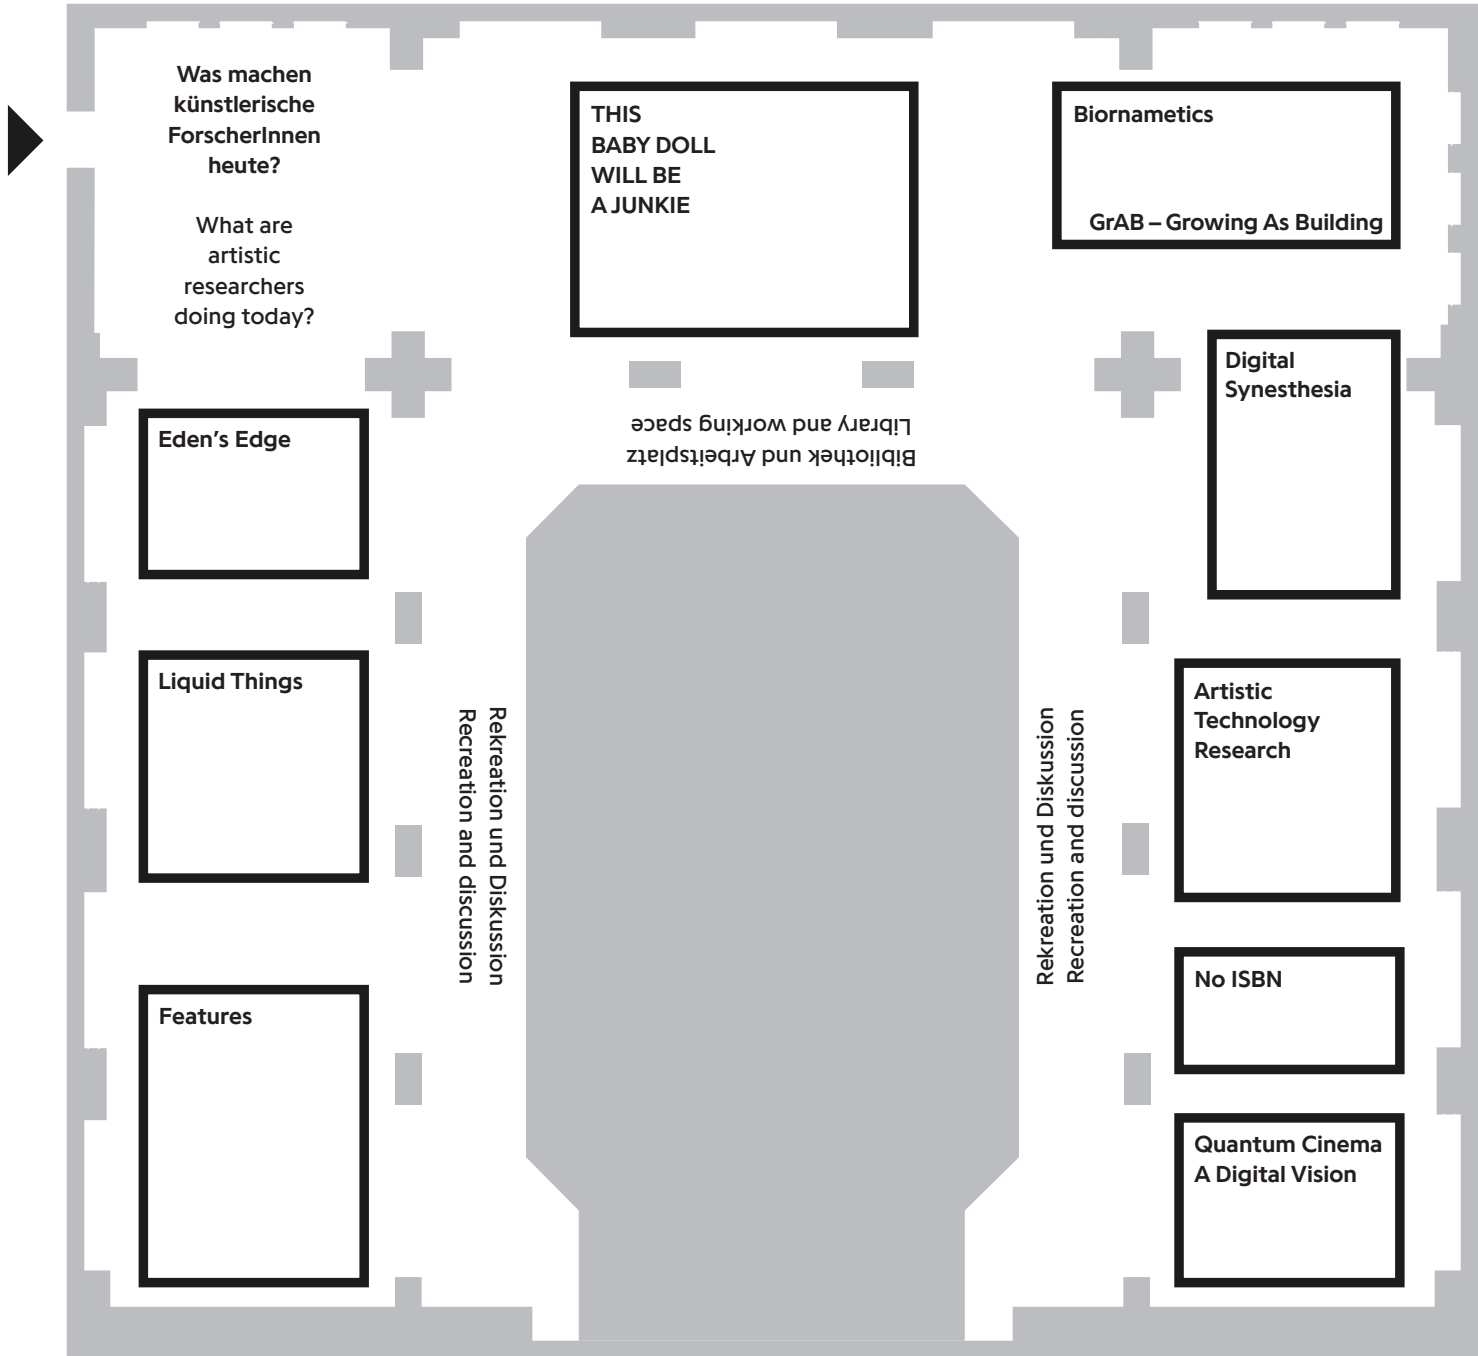 Was machen
künstlerische
ForscherInnen
heute?
What are
artistic
researchers
doing today?
THIS
BABY DOLL
WILL BE
A JUNKIE
Biornametics
GrAB – Growing As Building
Digital
Synesthesia
Bibliothek und Arbeitsplatz
Library and working space
Eden’s Edge
Liquid Things
Features
Rekreation und Diskussion
Recreation and discussion
Rekreation und Diskussion
Recreation and discussion
Artistic
Technology
Research
No ISBN
Quantum Cinema
A Digital Vision